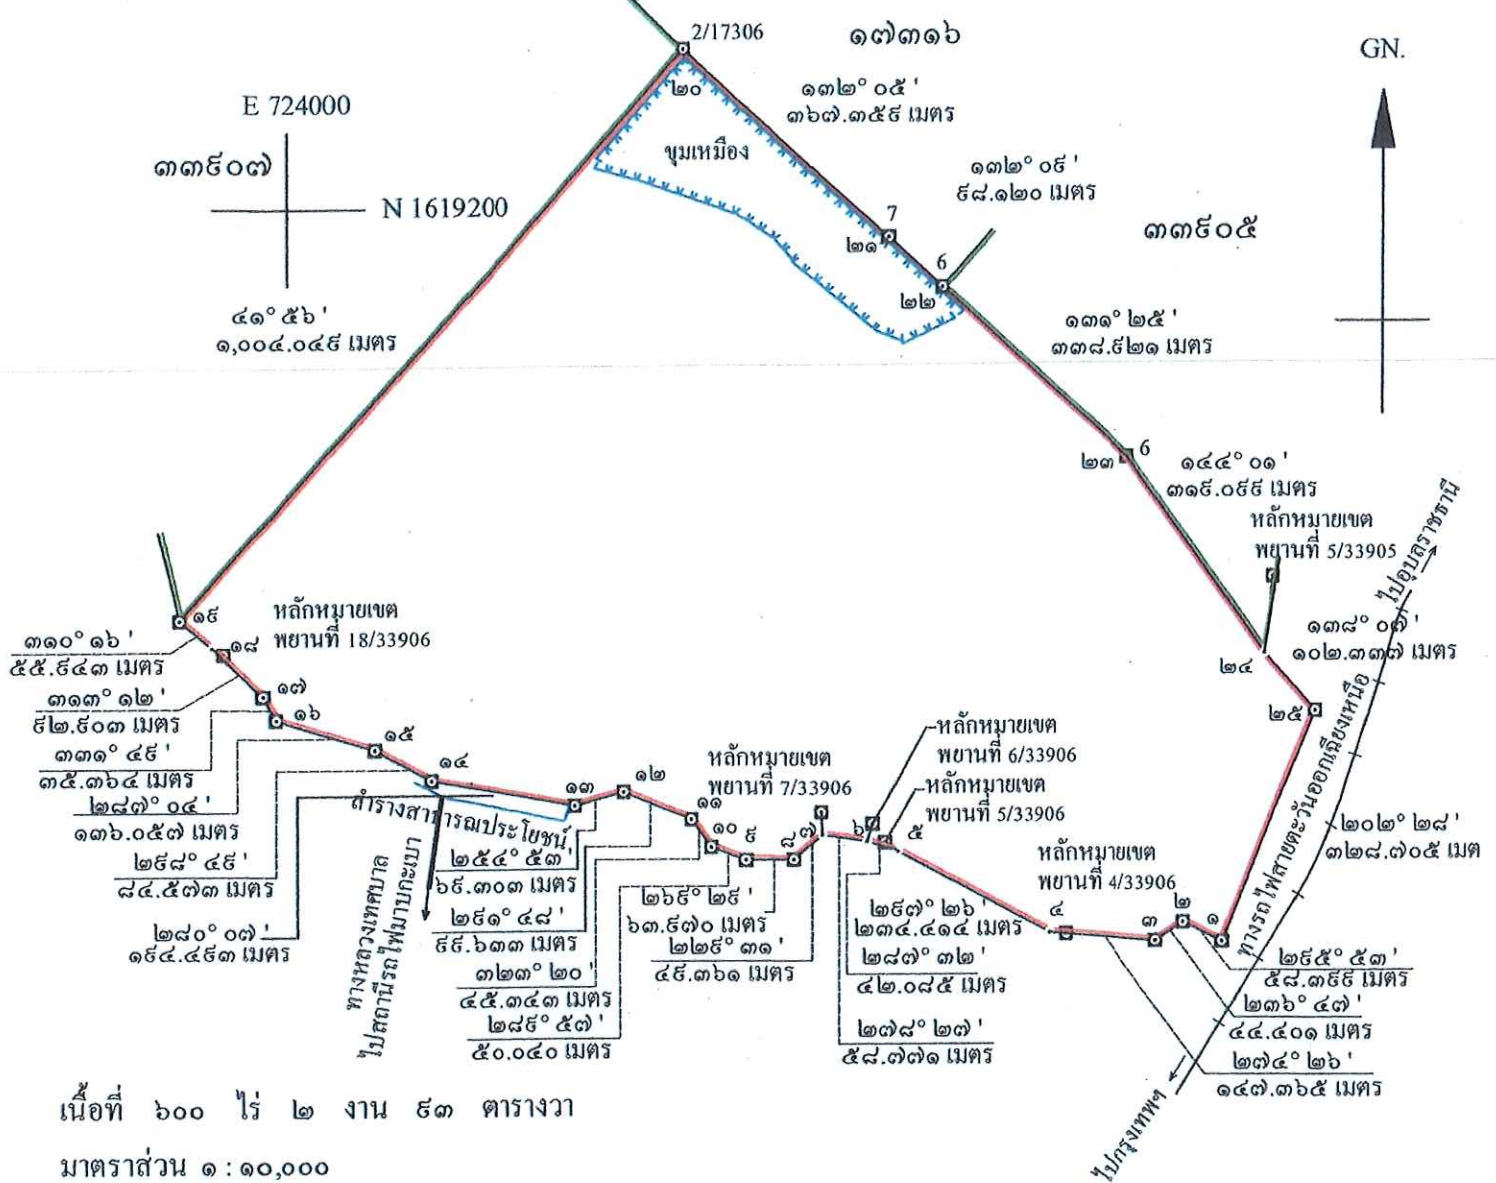 2/17306
๑๗๓๑๖
GN.
๒๐
๑๓๒° ๐๕'
๓๖๗.๓๕๙ เมตร
E 724000
๓๓๙๐๗
N 1619200
ขุมเหมือง
๑๓๒° ๐๙'
๙๘.๑๒๐ เมตร
7
๒๑
๓๓๙๐๕
6
๒๒
๔๑° ๕๖'
๑,๐๐๔.๐๔๙ เมตร
๑๓๑° ๒๕'
๓๓๘.๙๒๑ เมตร
6
๒๓
๑๔๔° ๐๑'
๓๑๙.๐๙๙ เมตร
หลักหมายเขต
พยานที่ 5/33905
ไปอุบลราชธานี
๑๙
หลักหมายเขต
พยานที่ 18/33906
๑๓๘° ๐๗'
๑๐๒.๓๓๗ เมตร
๒๔
๓๑๐° ๑๖'
๕๕.๙๔๓ เมตร
๑๘
๓๑๓° ๑๒'
๙๒.๙๐๓ เมตร
๑๗
๑๖
๒๕
๓๓๑° ๔๙'
๓๕.๓๖๔ เมตร
๑๕
๑๔
หลักหมายเขต
พยานที่ 6/33906
หลักหมายเขต
พยานที่ 7/33906
หลักหมายเขต
พยานที่ 5/33906
๒๘๗° ๐๔'
๑๓๖.๐๕๗ เมตร
๑๓
๑๒
๑๑
๑๐
๙
๘
๗
๖
๕
ลำรางสาธารณประโยชน์
ทางรถไฟสายตะวันออกเฉียงเหนือ
๒๐๒° ๒๘'
๓๒๘.๗๐๕ เมต
๒๙๘° ๔๙'
๘๔.๕๗๓ เมตร
๒๕๔° ๕๓'
๖๙.๓๐๓ เมตร
หลักหมายเขต
พยานที่ 4/33906
๔
๓
๒
๑
๒๘๐° ๐๗'
๑๙๔.๔๙๓ เมตร
๒๙๑° ๔๘'
๙๙.๖๓๓ เมตร
๒๖๙° ๒๙'
๖๓.๙๗๐ เมตร
๒๙๗° ๒๖'
๒๓๔.๔๑๔ เมตร
๒๒๙° ๓๑'
๔๙.๓๖๑ เมตร
๒๘๗° ๓๒'
๔๒.๐๘๕ เมตร
๒๙๕° ๕๓'
๕๘.๓๙๙ เมตร
ทางหลวงเทศบาล
ไปสถานีรถไฟมาบกะเบา
๓๒๓° ๒๐'
๔๕.๓๔๓ เมตร
๒๘๙° ๕๗'
๕๐.๐๔๐ เมตร
๒๗๘° ๒๗'
๕๘.๗๗๑ เมตร
๒๓๖° ๔๗'
๔๔.๔๐๑ เมตร
๒๗๔° ๒๖'
๑๔๗.๓๖๕ เมตร
ไปกรุงเทพฯ
เนื้อที่ ๖๐๐ ไร่ ๒ งาน ๙๓ ตารางวา
มาตราส่วน ๑ : ๑๐,๐๐๐